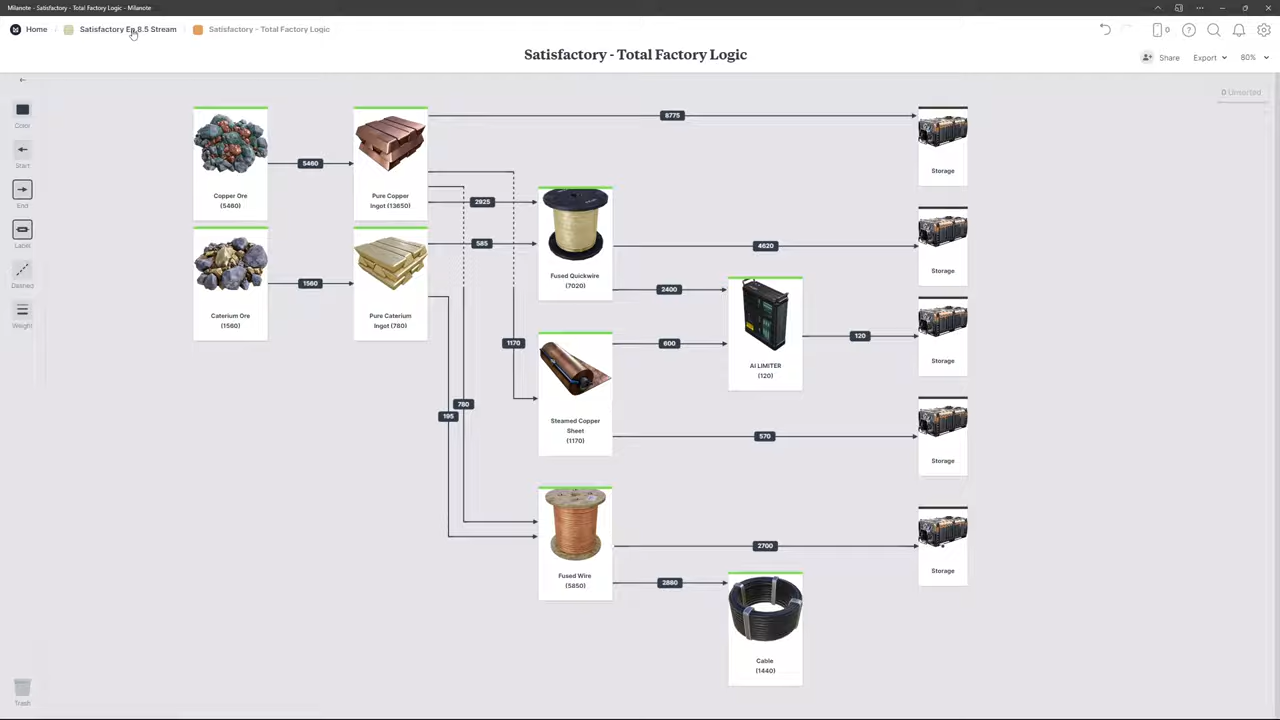 Milanote - Satisfactory - Total Factory Logic - Milanote
Home / Satisfactory Ep 8.5 Stream / Satisfactory - Total Factory Logic
0
Satisfactory - Total Factory Logic
Share
Export
80%
0 Unsorted
Color
Start
End
Label
Dashed
Weight
Trash
Copper Ore
(5460)
5460
Pure Copper
Ingot (13650)
8775
Storage
Caterium Ore
(1560)
1560
Pure Caterium
Ingot (780)
2925
585
Fused Quickwire
(7020)
4620
Storage
2400
AI LIMITER
(120)
120
Storage
1170
780
195
Steamed Copper
Sheet
(1170)
600
570
Storage
Fused Wire
(5850)
2700
Storage
2880
Cable
(1440)